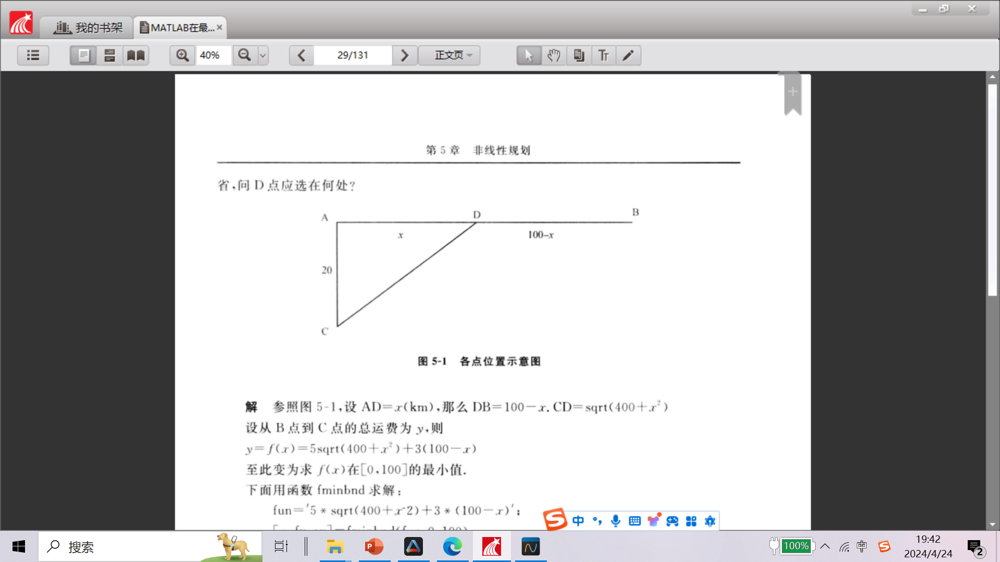 我的书架
MATLAB在最...
40%
29/131
正文页
第 5 章 非线性规划
省,问 D 点应选在何处?
A
D
B
x
100-x
20
C
图 5-1 各点位置示意图
解 参照图 5-1,设 AD=x(km),那么 DB=100-x. CD=sqrt(400+x²)
设从 B 点到 C 点的总运费为 y,则
y=f(x)=5sqrt(400+x²)+3(100-x)
至此变为求 f(x)在[0,100]的最小值.
下面用函数 fminbnd 求解:
fun='5 * sqrt(400+x^2)+3 * (100-x)';
中
搜索
100%
中
19:42
2024/4/24
2